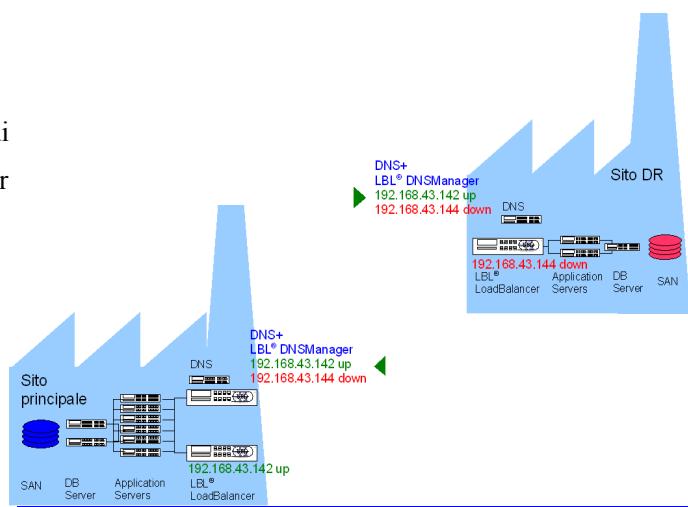 i
r
DNS+
LBL® DNSManager
192.168.43.142 up
192.168.43.144 down
Sito DR
DNS
192.168.43.144 down
LBL® LoadBalancer
Application Servers
DB Server
SAN
DNS+
LBL® DNSManager
192.168.43.142 up
192.168.43.144 down
DNS
Sito principale
192.168.43.142 up
SAN
DB Server
Application Servers
LBL® LoadBalancer